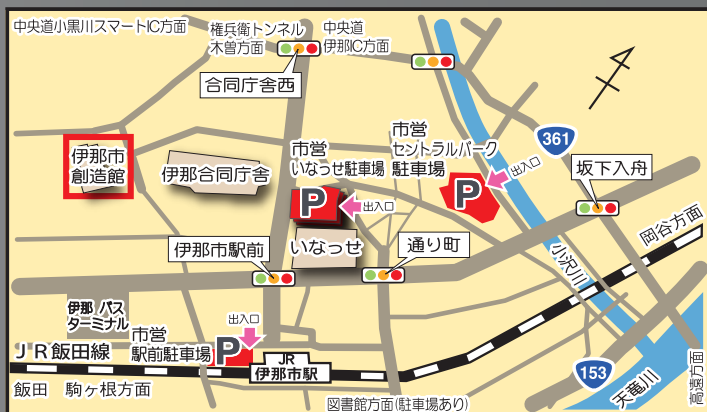 中央道小黒川スマートIC方面
権兵衛トンネル
木曽方面
中央道
伊那IC方面
合同庁舎西
361
伊那市
創造館
伊那合同庁舎
市営
いなっせ駐車場
P
出入口
市営
セントラルパーク
駐車場
P
出入口
坂下入舟
いなっせ
伊那市駅前
通り町
小沢川
岡谷方面
伊那 バス
ターミナル
出入口
市営
駅前駐車場
P
JR飯田線
JR
伊那市駅
153
天竜川
高遠方面
飯田 駒ヶ根方面
図書館方面(駐車場あり)